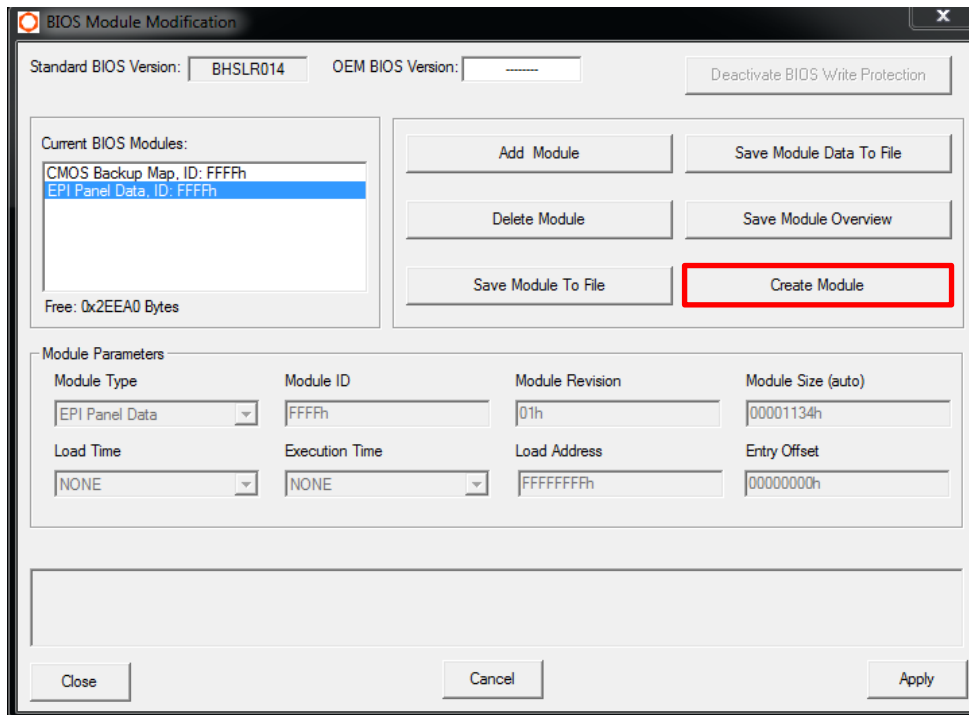 BIOS Module Modification
x
Standard BIOS Version: BHSLR014 OEM BIOS Version: -------- Deactivate BIOS Write Protection
Current BIOS Modules:
CMOS Backup Map, ID: FFFFh
EPI Panel Data, ID: FFFFh
Free: 0x2EEA0 Bytes
Add Module Save Module Data To File
Delete Module Save Module Overview
Save Module To File Create Module
Module Parameters
Module Type Module ID Module Revision Module Size (auto)
EPI Panel Data FFFFh 01h 00001134h
Load Time Execution Time Load Address Entry Offset
NONE NONE FFFFFFFFh 00000000h
Close Cancel Apply